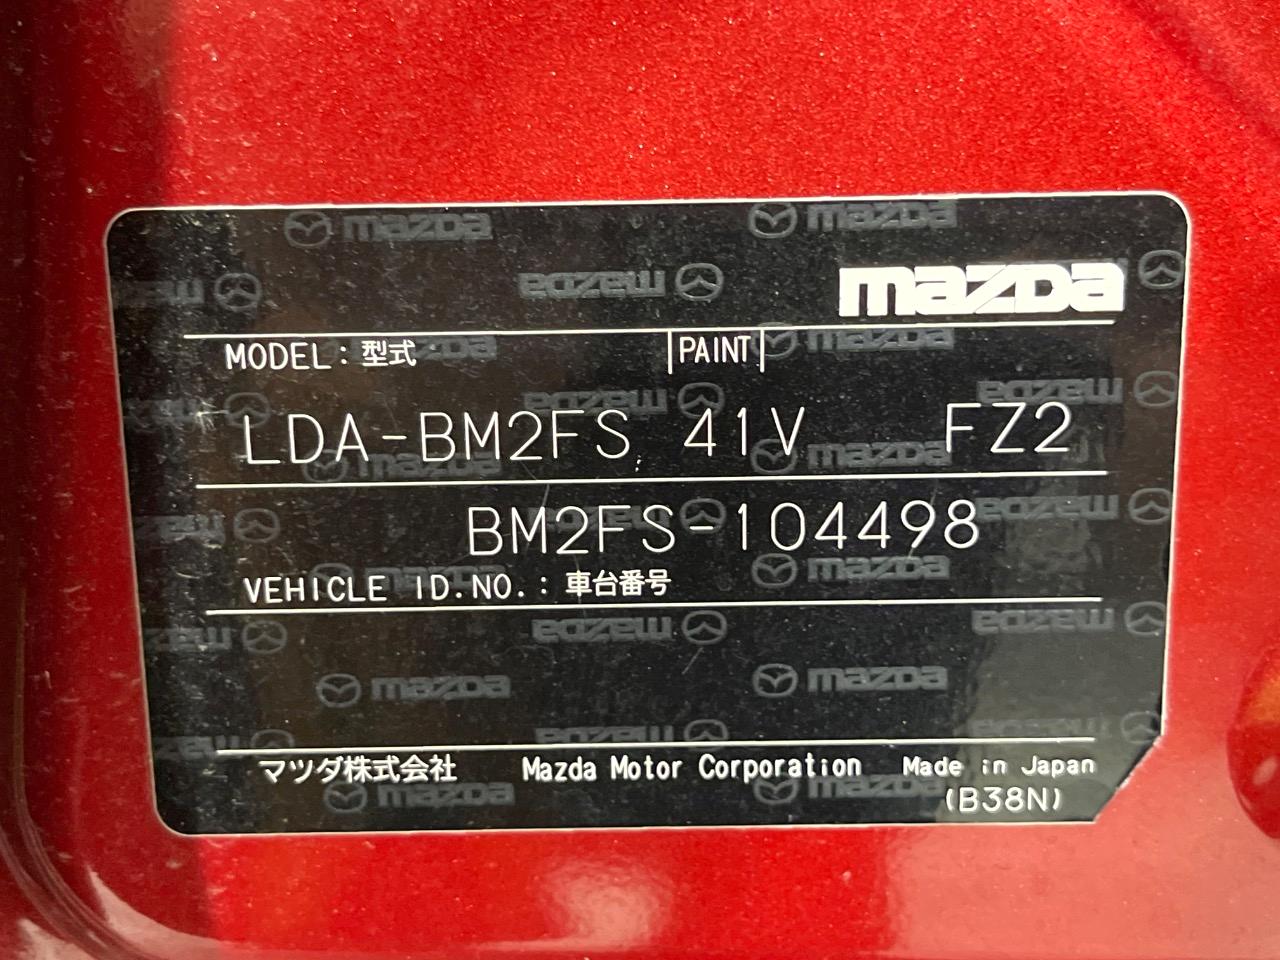 mazda
MODEL: 型式 PAINT
LDA-BM2FS 41V FZ2
BM2FS-104498
VEHICLE ID.NO.: 車台番号
マツダ株式会社 Mazda Motor Corporation Made in Japan
(B38N)